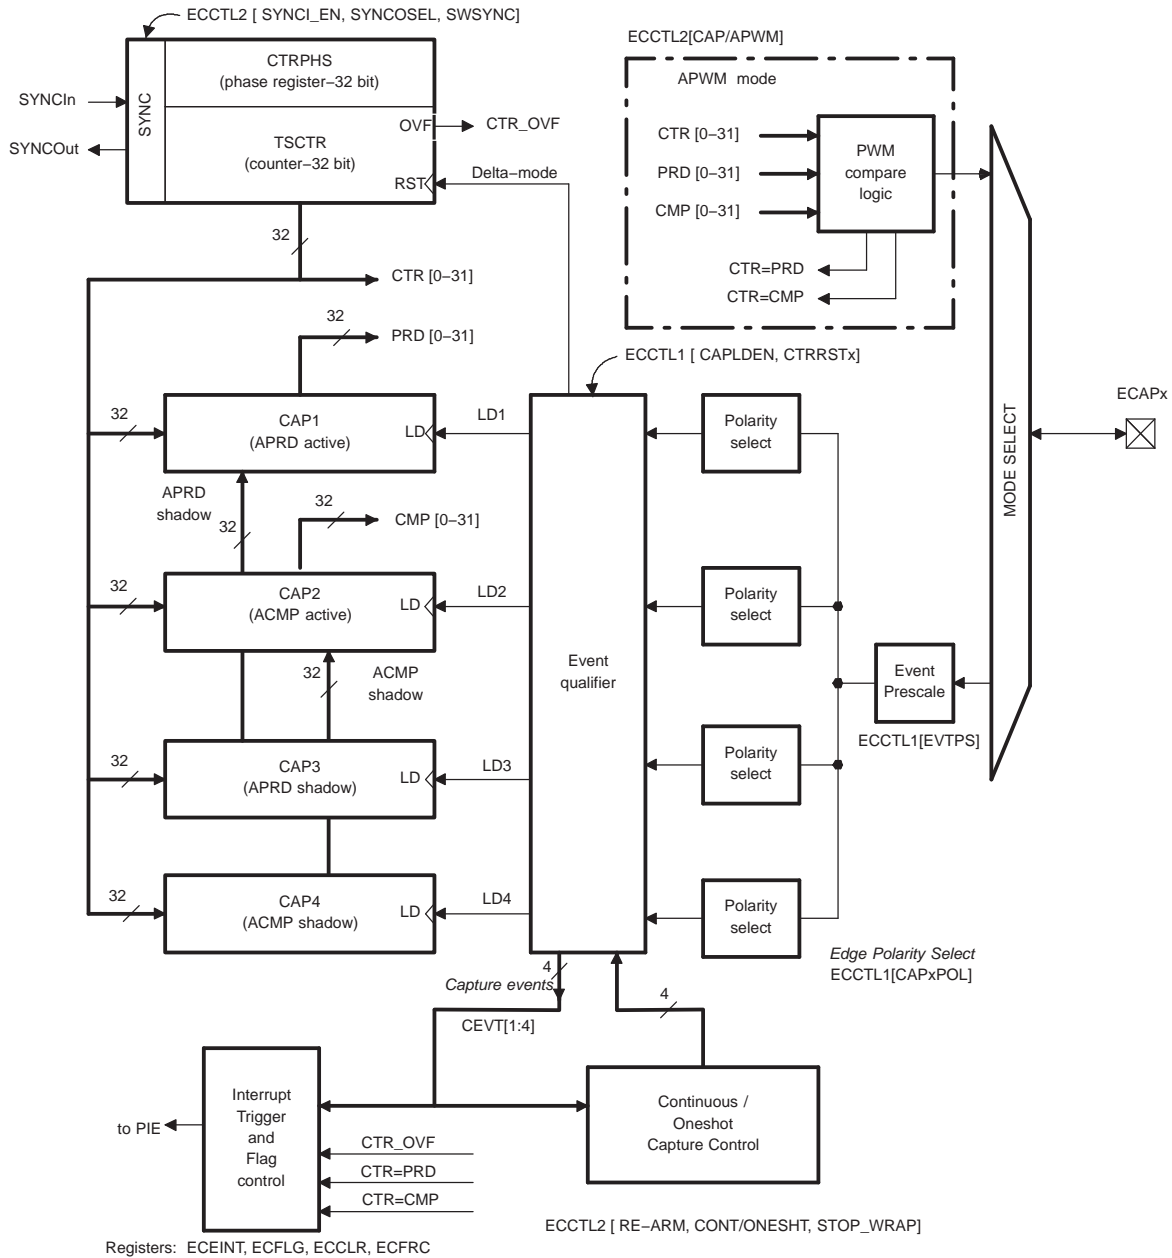 ECCTL2 [ SYNCI_EN, SYNCOSEL, SWSYNC]
ECCTL2[CAP/APWM]
CTRPHS
(phase register−32 bit)
APWM mode
SYNCIn
SYNC
OVF
CTR_OVF
SYNCOut
TSCTR
(counter−32 bit)
RST
Delta−mode
CTR [0−31]
PRD [0−31]
CMP [0−31]
PWM
compare
logic
32
CTR=PRD
CTR=CMP
CTR [0−31]
32
PRD [0−31]
ECCTL1 [ CAPLDEN, CTRRSTx]
ECAPx
MODE SELECT
32
CAP1
(APRD active)
LD
LD1
Polarity
select
APRD
shadow
32
32
CMP [0−31]
32
CAP2
(ACMP active)
LD
LD2
Polarity
select
32
ACMP
shadow
Event
qualifier
Event
Prescale
ECCTL1[EVTPS]
32
CAP3
(APRD shadow)
LD
LD3
Polarity
select
32
CAP4
(ACMP shadow)
LD
LD4
Polarity
select
Edge Polarity Select
ECCTL1[CAPxPOL]
4
Capture events
CEVT[1:4]
4
to PIE
Interrupt
Trigger
and
Flag
control
Continuous /
Oneshot
Capture Control
CTR_OVF
CTR=PRD
CTR=CMP
ECCTL2 [ RE−ARM, CONT/ONESHT, STOP_WRAP]
Registers: ECEINT, ECFLG, ECCLR, ECFRC